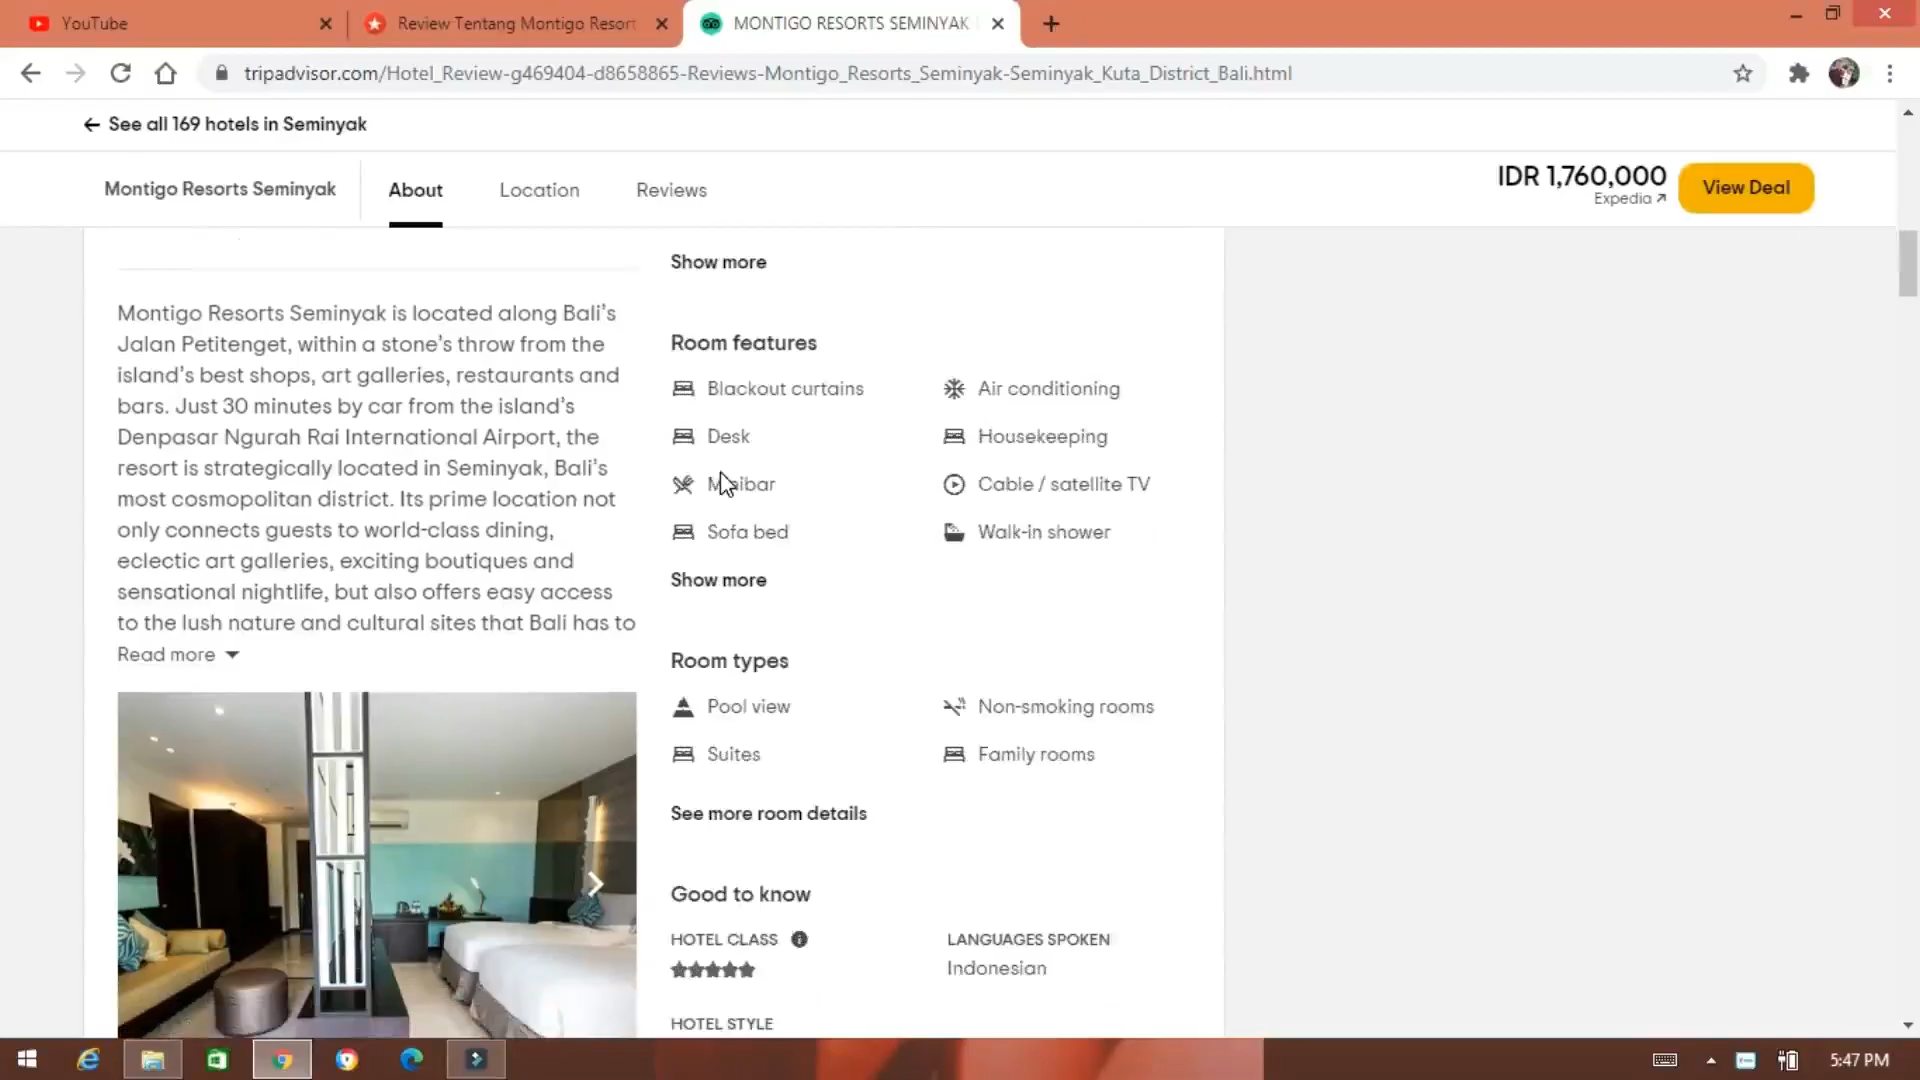 YouTube
Review Tentang Montigo Resort
MONTIGO RESORTS SEMINYAK
tripadvisor.com/Hotel_Review-g469404-d8658865-Reviews-Montigo_Resorts_Seminyak-Seminyak_Kuta_District_Bali.html
See all 169 hotels in Seminyak
Montigo Resorts Seminyak
About
Location
Reviews
IDR 1,760,000
Expedia
View Deal
Montigo Resorts Seminyak is located along Bali's
Jalan Petitenget, within a stone's throw from the
island's best shops, art galleries, restaurants and
bars. Just 30 minutes by car from the island's
Denpasar Ngurah Rai International Airport, the
resort is strategically located in Seminyak, Bali's
most cosmopolitan district. Its prime location not
only connects guests to world-class dining,
eclectic art galleries, exciting boutiques and
sensational nightlife, but also offers easy access
to the lush nature and cultural sites that Bali has to
Read more
Show more
Room features
Blackout curtains
Air conditioning
Desk
Housekeeping
Minibar
Cable / satellite TV
Sofa bed
Walk-in shower
Show more
Room types
Pool view
Non-smoking rooms
Suites
Family rooms
See more room details
Good to know
HOTEL CLASS
LANGUAGES SPOKEN
Indonesian
HOTEL STYLE
5:47 PM